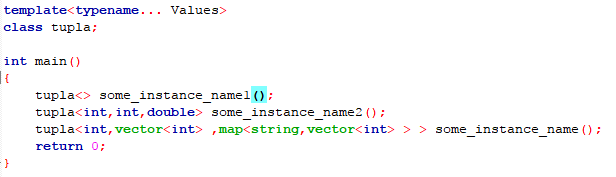 template<typename... Values>
class tupla;
int main()
{
tupla<> some_instance_name1();
tupla<int,int,double> some_instance_name2();
tupla<int,vector<int> ,map<string,vector<int> > > some_instance_name();
return 0;
}